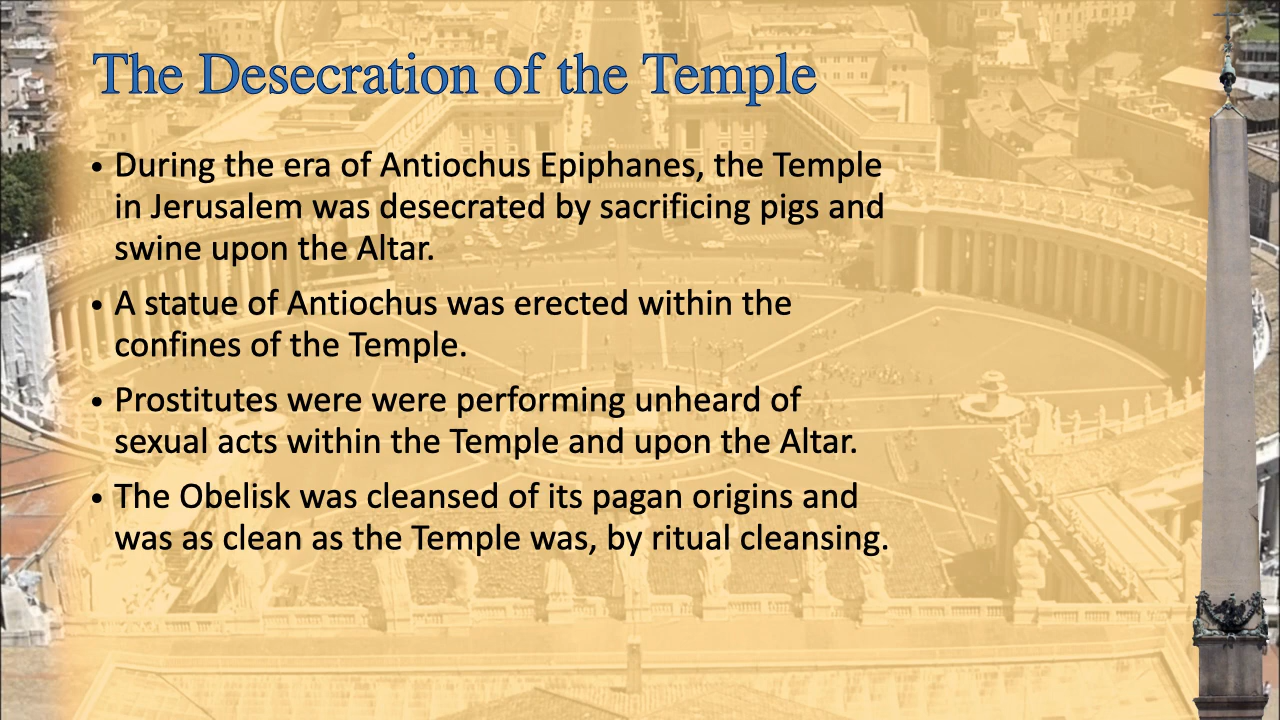 The Desecration of the Temple
• During the era of Antiochus Epiphanes, the Temple
in Jerusalem was desecrated by sacrificing pigs and
swine upon the Altar.
• A statue of Antiochus was erected within the
confines of the Temple.
• Prostitutes were were performing unheard of
sexual acts within the Temple and upon the Altar.
• The Obelisk was cleansed of its pagan origins and
was as clean as the Temple was, by ritual cleansing.